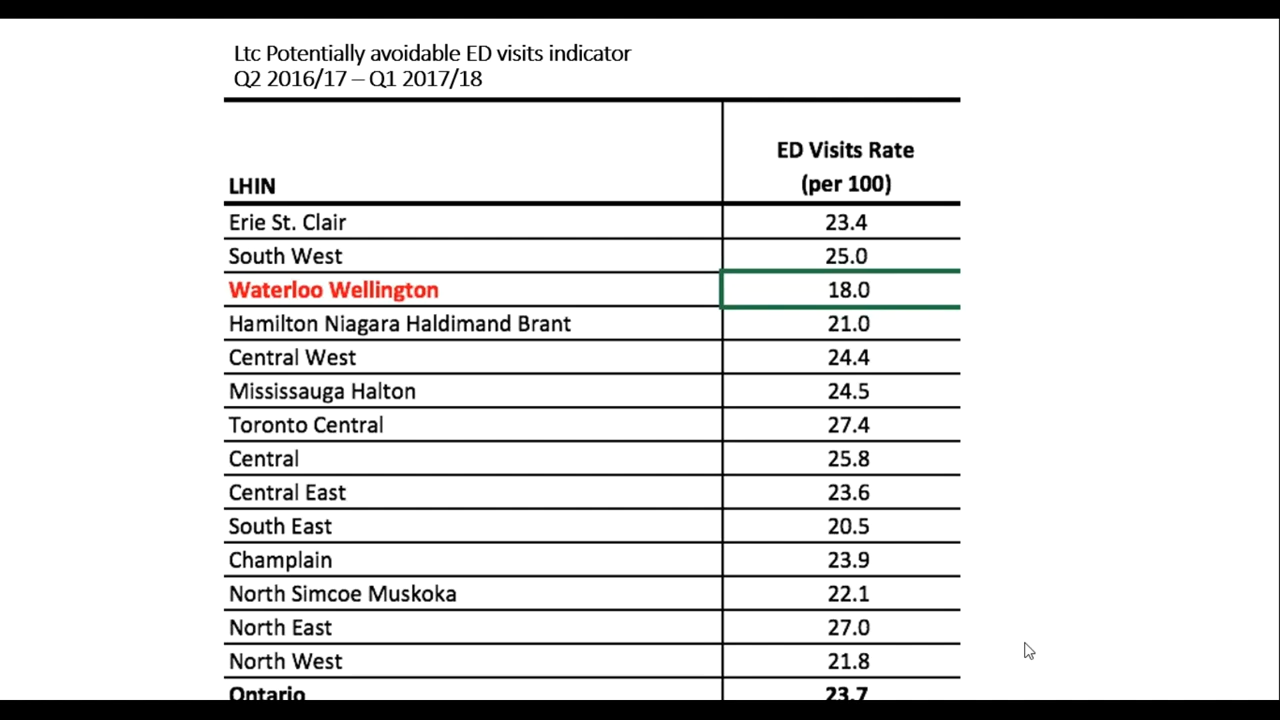 Ltc Potentially avoidable ED visits indicator
Q2 2016/17 – Q1 2017/18
LHIN ED Visits Rate (per 100)
Erie St. Clair 23.4
South West 25.0
Waterloo Wellington 18.0
Hamilton Niagara Haldimand Brant 21.0
Central West 24.4
Mississauga Halton 24.5
Toronto Central 27.4
Central 25.8
Central East 23.6
South East 20.5
Champlain 23.9
North Simcoe Muskoka 22.1
North East 27.0
North West 21.8
Ontario 23.7